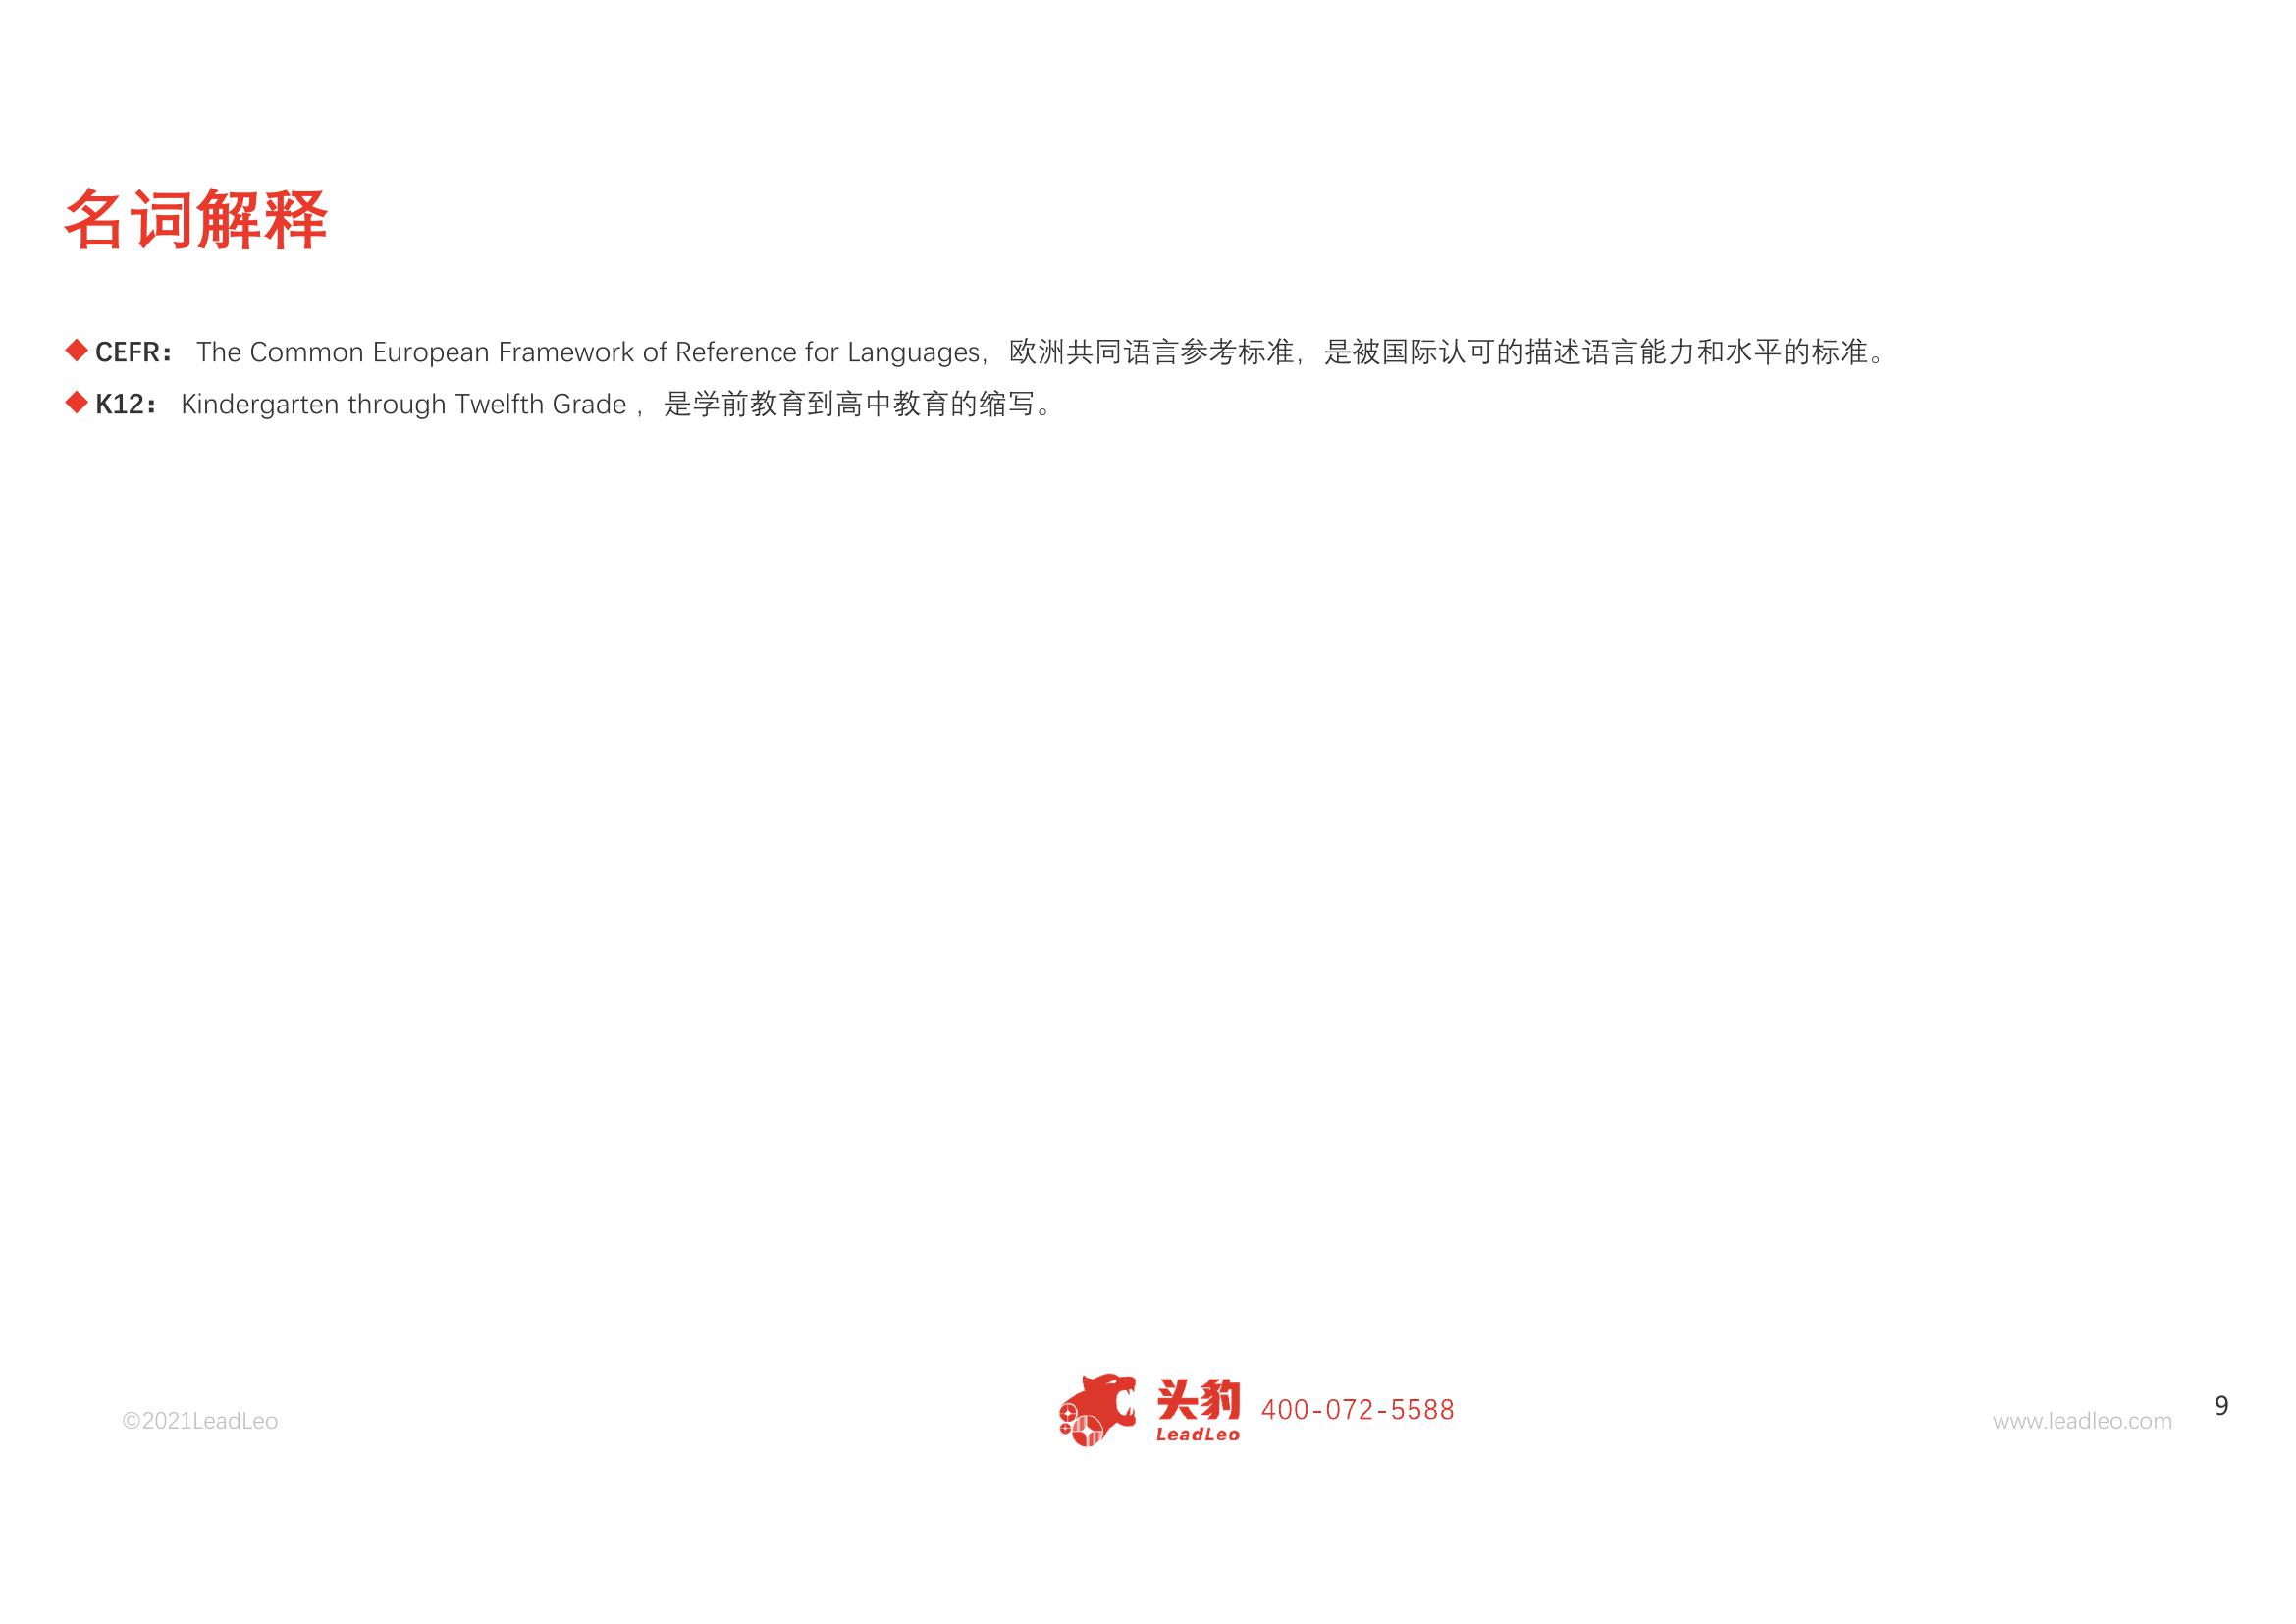 名词解释
◆ CEFR： The Common European Framework of Reference for Languages，欧洲共同语言参考标准，是被国际认可的描述语言能力和水平的标准。
◆ K12： Kindergarten through Twelfth Grade ，是学前教育到高中教育的缩写。
©2021LeadLeo
头豹
LeadLeo
400-072-5588
www.leadleo.com
9